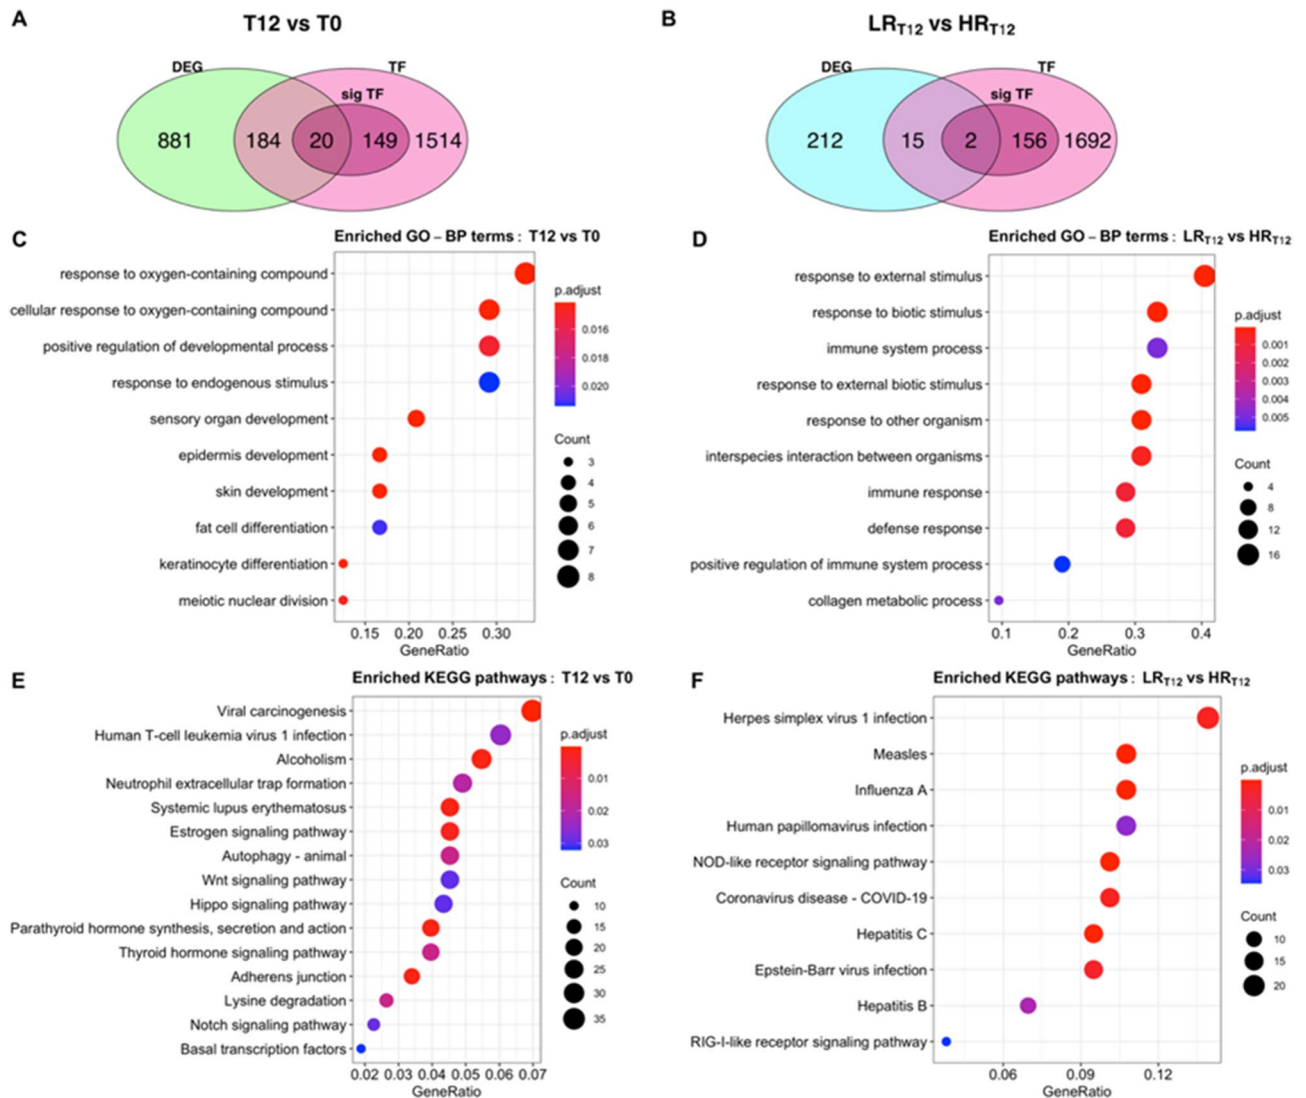 A
T12 vs T0
DEG
TF
sig TF
881
184
20
149
1514
B
LRT12 vs HRT12
DEG
TF
sig TF
212
15
2
156
1692
C
Enriched GO – BP terms : T12 vs T0
response to oxygen-containing compound
cellular response to oxygen-containing compound
positive regulation of developmental process
response to endogenous stimulus
sensory organ development
epidermis development
skin development
fat cell differentiation
keratinocyte differentiation
meiotic nuclear division
0.15 0.20 0.25 0.30
GeneRatio
p.adjust
0.016
0.018
0.020
Count
3
4
5
6
7
8
D
Enriched GO – BP terms : LRT12 vs HRT12
response to external stimulus
response to biotic stimulus
immune system process
response to external biotic stimulus
response to other organism
interspecies interaction between organisms
immune response
defense response
positive regulation of immune system process
collagen metabolic process
0.1 0.2 0.3 0.4
GeneRatio
p.adjust
0.001
0.002
0.003
0.004
0.005
Count
4
8
12
16
E
Enriched KEGG pathways : T12 vs T0
Viral carcinogenesis
Human T-cell leukemia virus 1 infection
Alcoholism
Neutrophil extracellular trap formation
Systemic lupus erythematosus
Estrogen signaling pathway
Autophagy - animal
Wnt signaling pathway
Hippo signaling pathway
Parathyroid hormone synthesis, secretion and action
Thyroid hormone signaling pathway
Adherens junction
Lysine degradation
Notch signaling pathway
Basal transcription factors
0.02 0.03 0.04 0.05 0.06 0.07
GeneRatio
p.adjust
0.01
0.02
0.03
Count
10
15
20
25
30
35
F
Enriched KEGG pathways : LRT12 vs HRT12
Herpes simplex virus 1 infection
Measles
Influenza A
Human papillomavirus infection
NOD-like receptor signaling pathway
Coronavirus disease - COVID-19
Hepatitis C
Epstein-Barr virus infection
Hepatitis B
RIG-I-like receptor signaling pathway
0.06 0.09 0.12
GeneRatio
p.adjust
0.01
0.02
0.03
Count
10
15
20